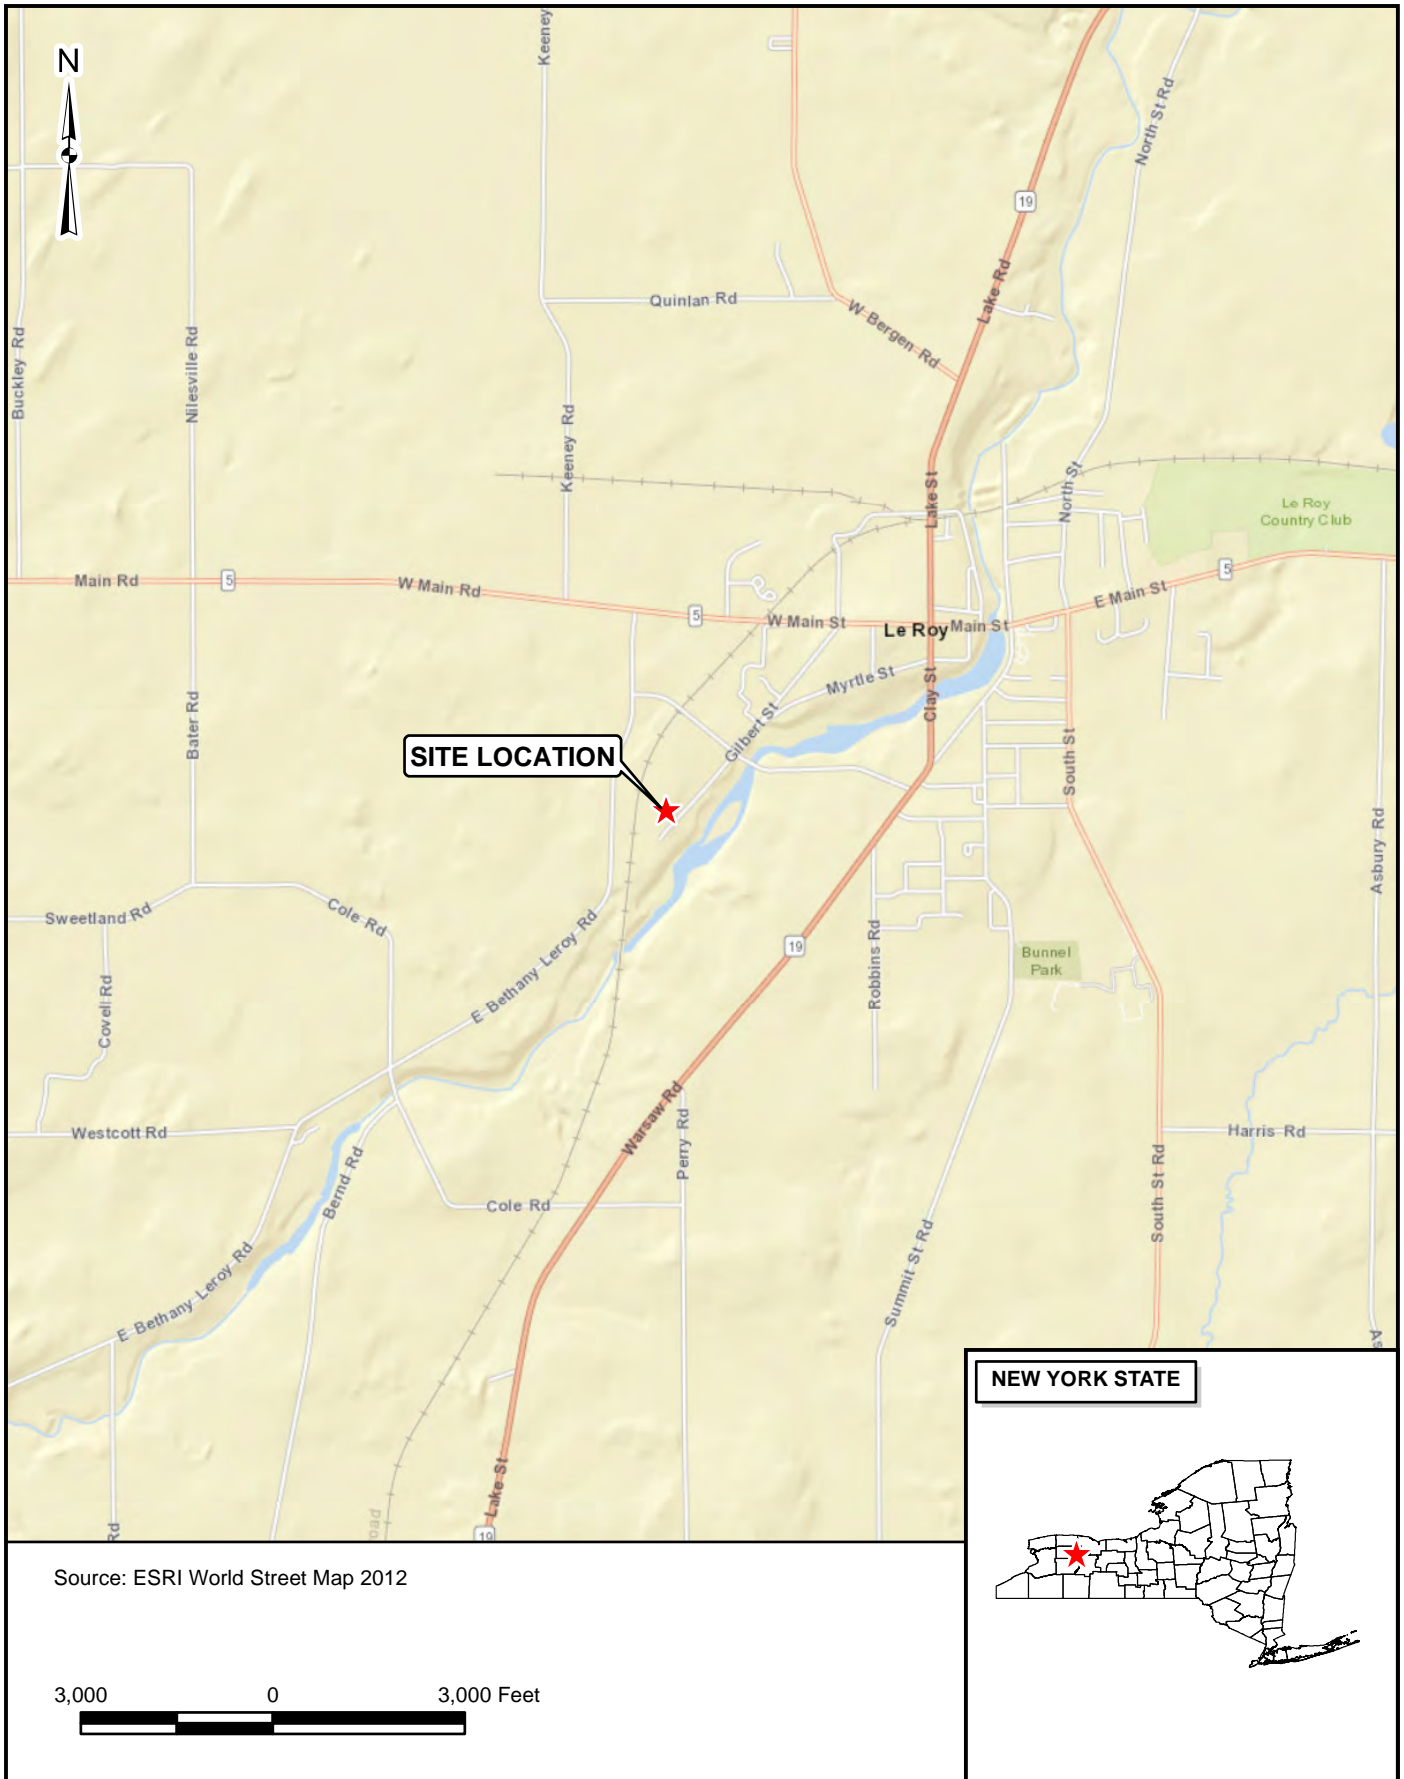 N
Keeney
North St Rd
19
Lake Rd
Quinlan Rd
W Bergen Rd
Buckley Rd
Nilesville Rd
Keeney Rd
Lake St
North St
Le Roy
Country Club
Main Rd
5
W Main Rd
5
W Main St
Le Roy
Main St
E Main St
5
Myrtle St
Clay St
Gilbert St
Bater Rd
South St
SITE LOCATION
Asbury Rd
Sweetland Rd
Cole Rd
E Bethany Leroy Rd
19
Robbins Rd
Bunnel
Park
Covell Rd
Warsaw Rd
Perry Rd
Westcott Rd
Harris Rd
Bernd Rd
Cole Rd
South St Rd
Summit St Rd
E Bethany Leroy Rd
As
Lake St
19
Rd
oad
NEW YORK STATE
Source: ESRI World Street Map 2012
3,000 0 3,000 Feet